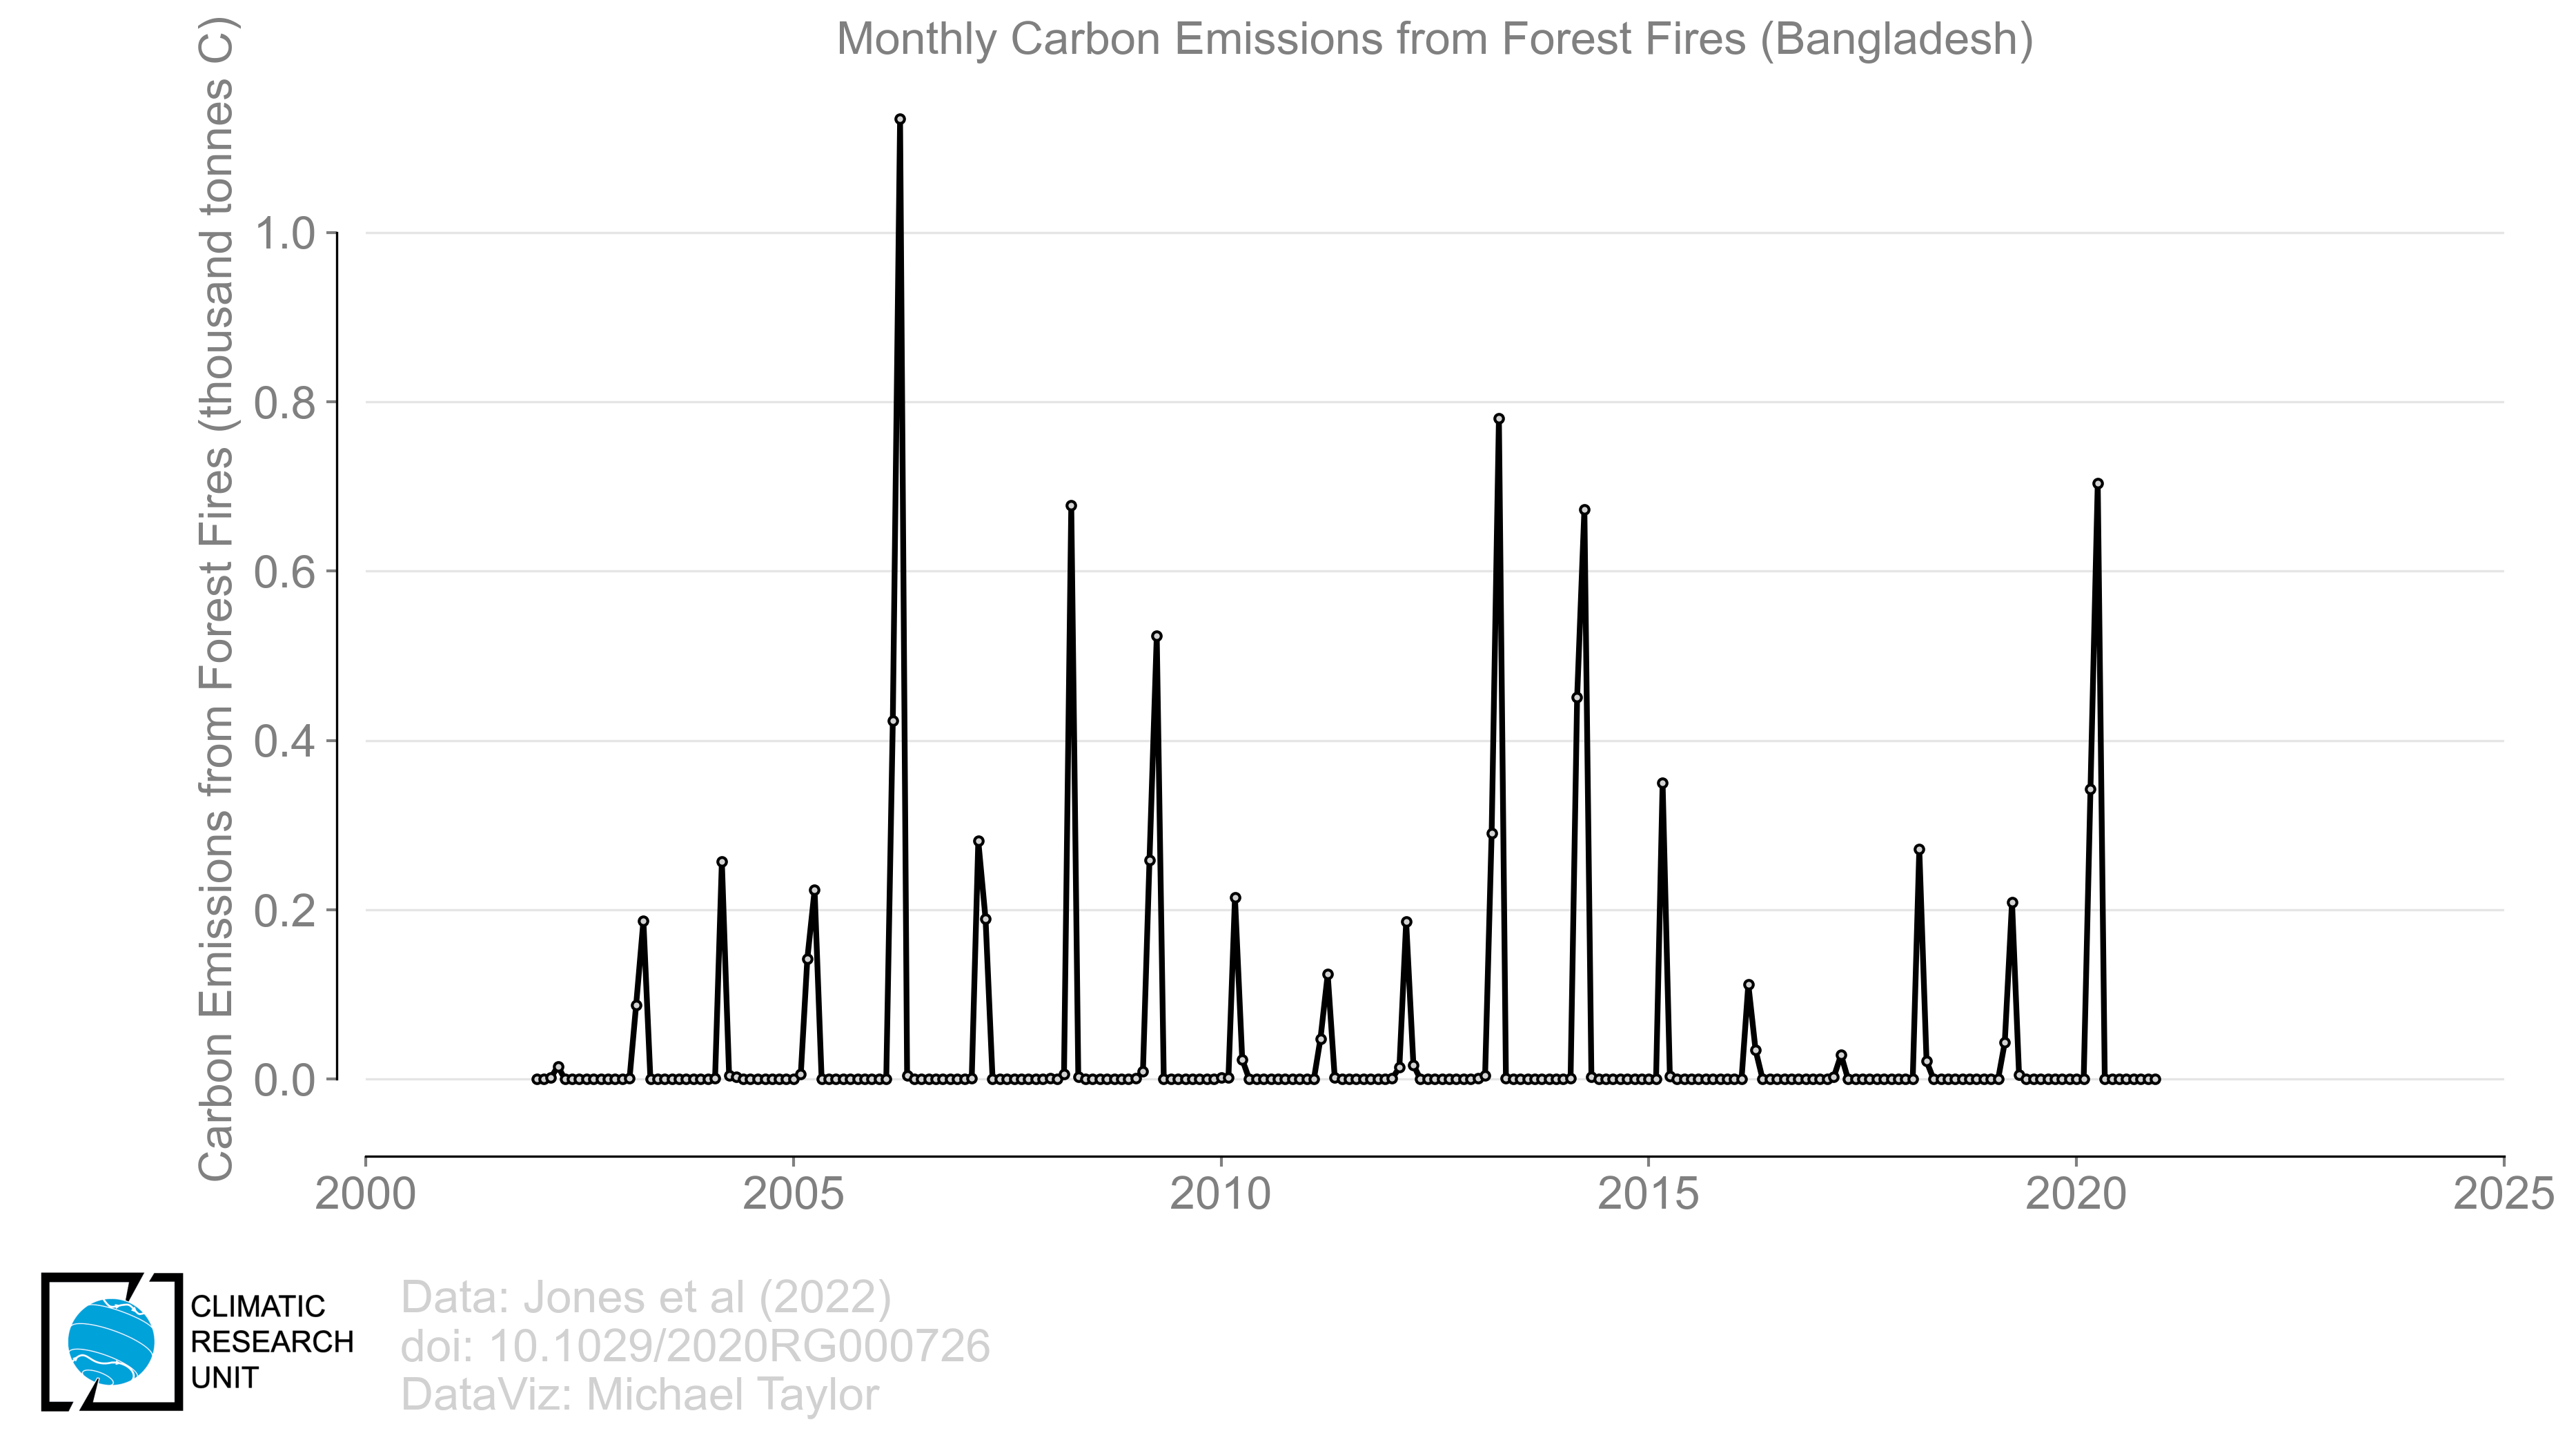 Monthly Carbon Emissions from Forest Fires (Bangladesh)
Carbon Emissions from Forest Fires (thousand tonnes C)
1.0
0.8
0.6
0.4
0.2
0.0
2000 2005 2010 2015 2020 2025
CLIMATIC
RESEARCH
UNIT
Data: Jones et al (2022)
doi: 10.1029/2020RG000726
DataViz: Michael Taylor